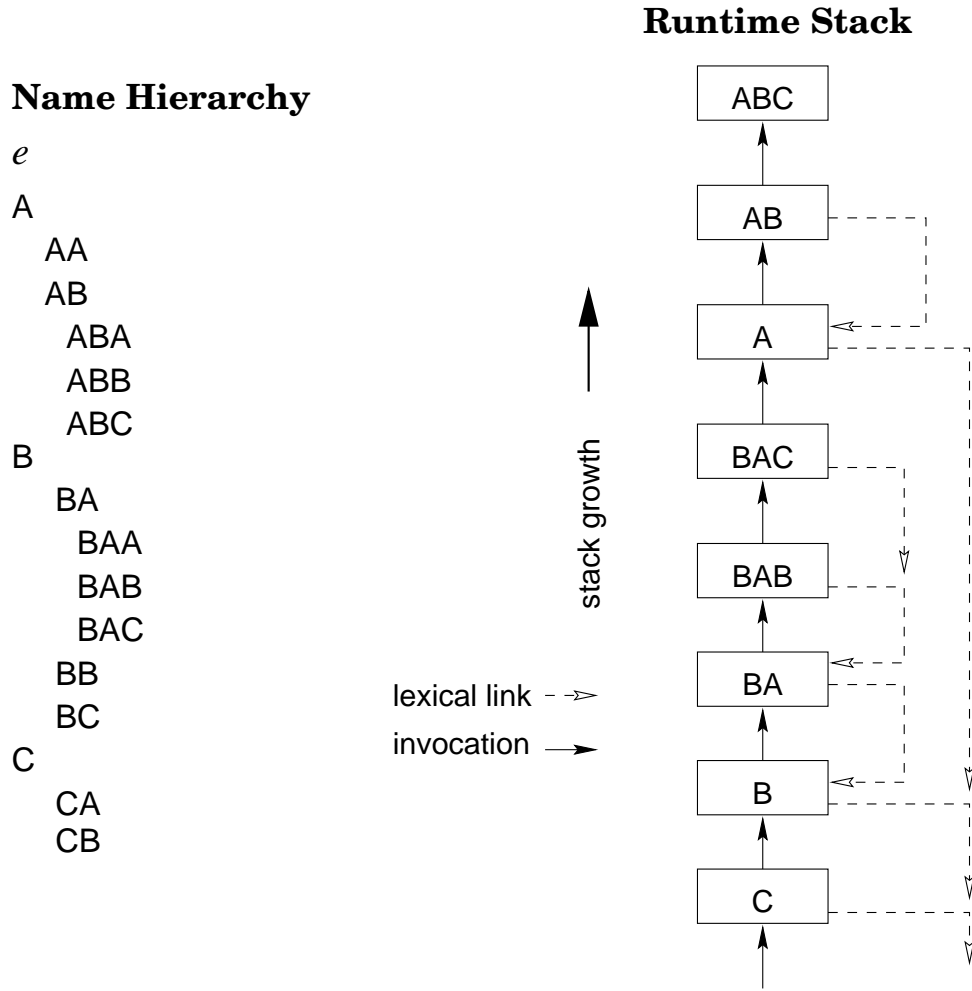 Runtime Stack
Name Hierarchy
e
A
AA
AB
ABA
ABB
ABC
B
BA
BAA
BAB
BAC
BB
BC
C
CA
CB
stack growth
lexical link
invocation
ABC
AB
A
BAC
BAB
BA
B
C